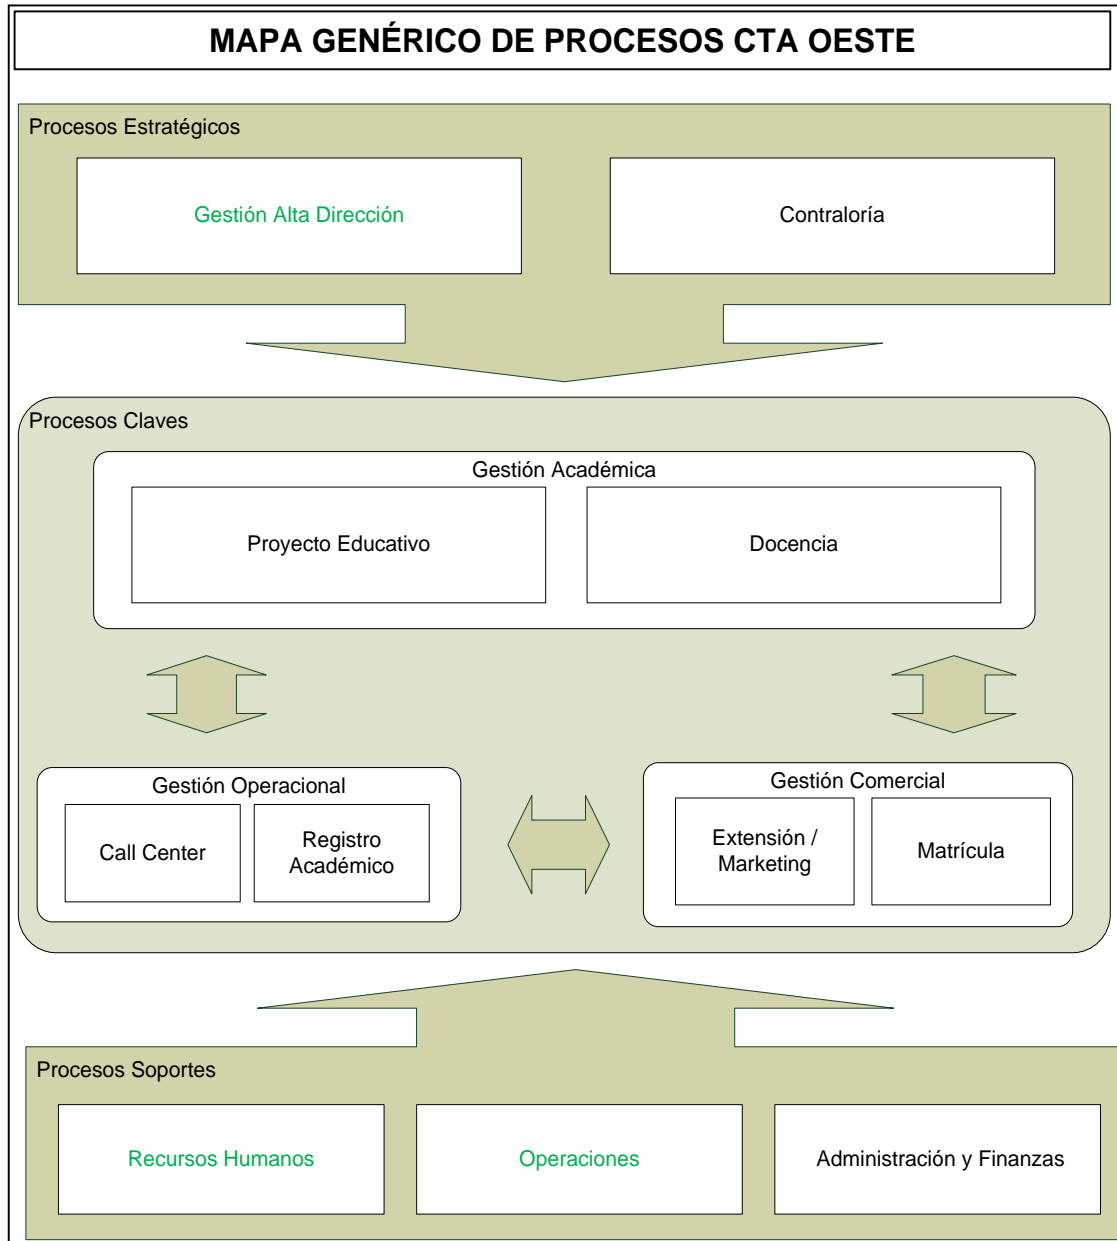 MAPA GENÉRICO DE PROCESOS CTA OESTE
Procesos Estratégicos
Gestión Alta Dirección
Contraloría
Procesos Claves
Gestión Académica
Proyecto Educativo
Docencia
Gestión Operacional
Call Center
Registro
Académico
Gestión Comercial
Extensión /
Marketing
Matrícula
Procesos Soportes
Recursos Humanos
Operaciones
Administración y Finanzas